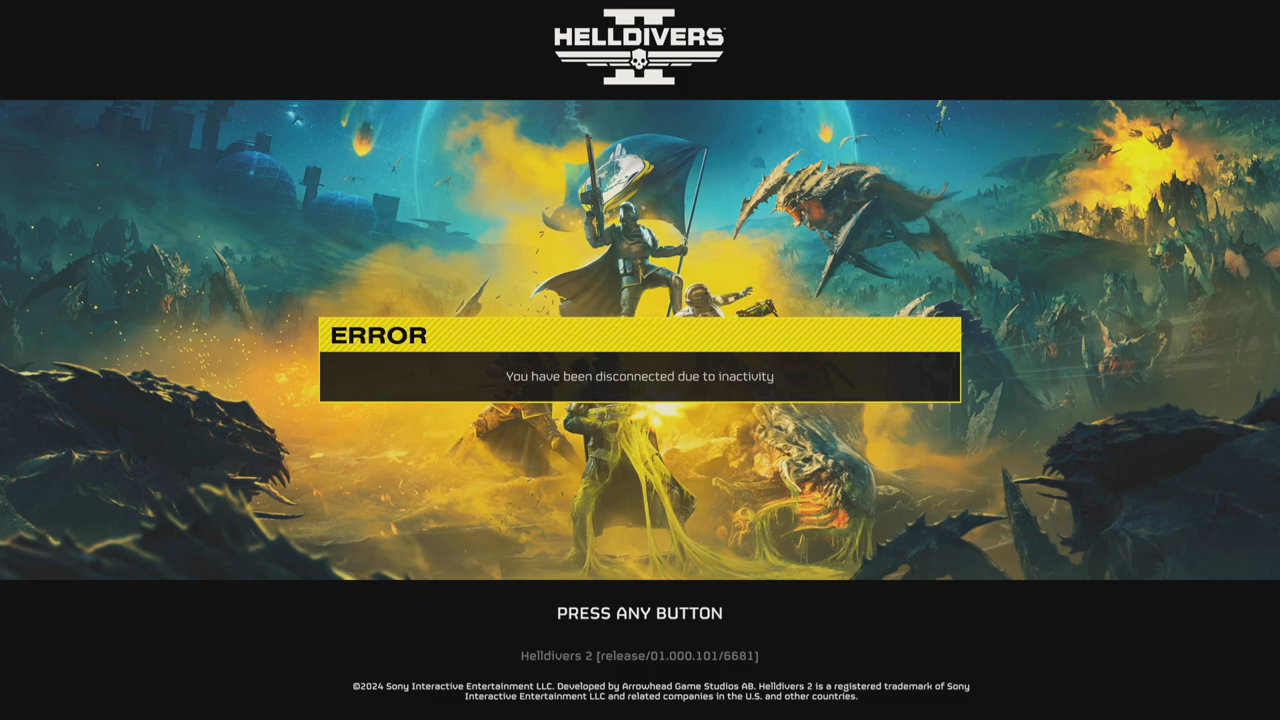 HELLDIVERS
II
ERROR
You have been disconnected due to inactivity
PRESS ANY BUTTON
Helldivers 2 [release/01.000.101/6681]
©2024 Sony Interactive Entertainment LLC. Developed by Arrowhead Game Studios AB. Helldivers 2 is a registered trademark of Sony
Interactive Entertainment LLC and related companies in the U.S. and other countries.